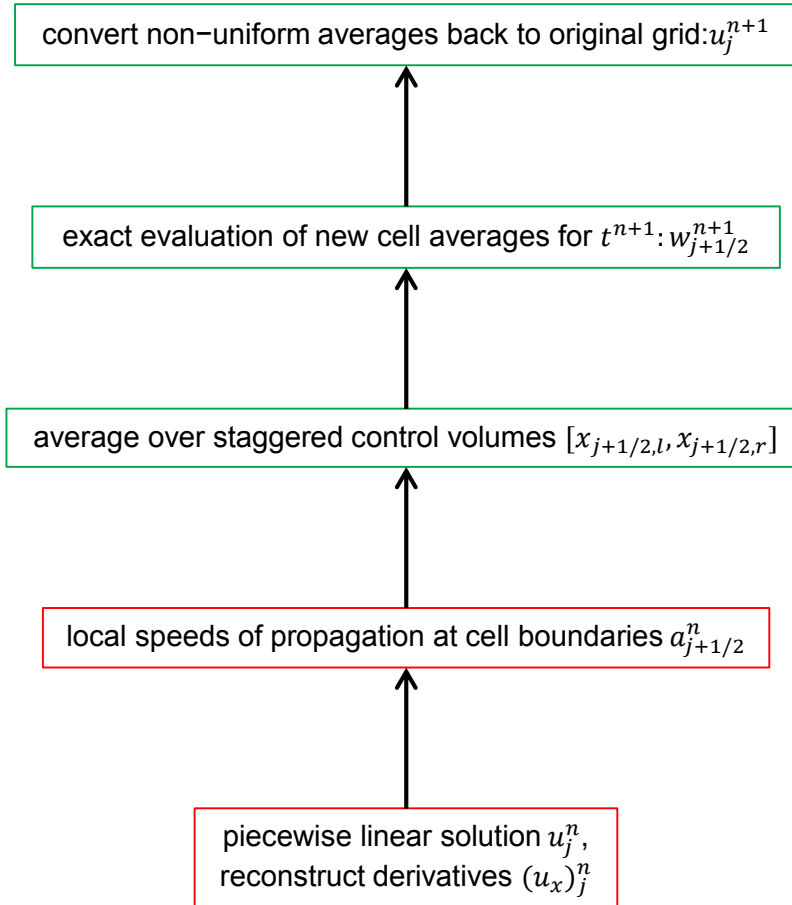 convert non−uniform averages back to original grid:$u_j^{n+1}$
exact evaluation of new cell averages for $t^{n+1}$: $w_{j+1/2}^{n+1}$
average over staggered control volumes $[x_{j+1/2,l}, x_{j+1/2,r}]$
local speeds of propagation at cell boundaries $a_{j+1/2}^n$
piecewise linear solution $u_j^n$,
reconstruct derivatives $(u_x)_j^n$